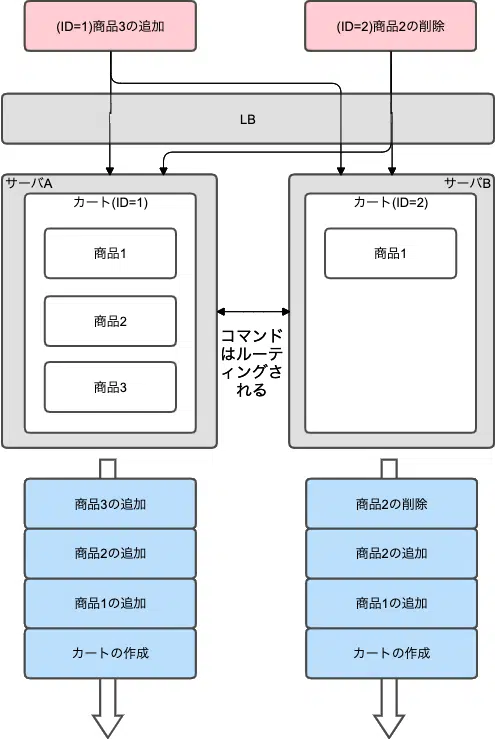 (ID=1)商品3の追加
(ID=2)商品2の削除
LB
サーバA
サーバB
カート(ID=1)
カート(ID=2)
商品1
商品1
商品2
商品3
コマンド
はルーテ
ィングさ
れる
商品3の追加
商品2の削除
商品2の追加
商品2の追加
商品1の追加
商品1の追加
カートの作成
カートの作成